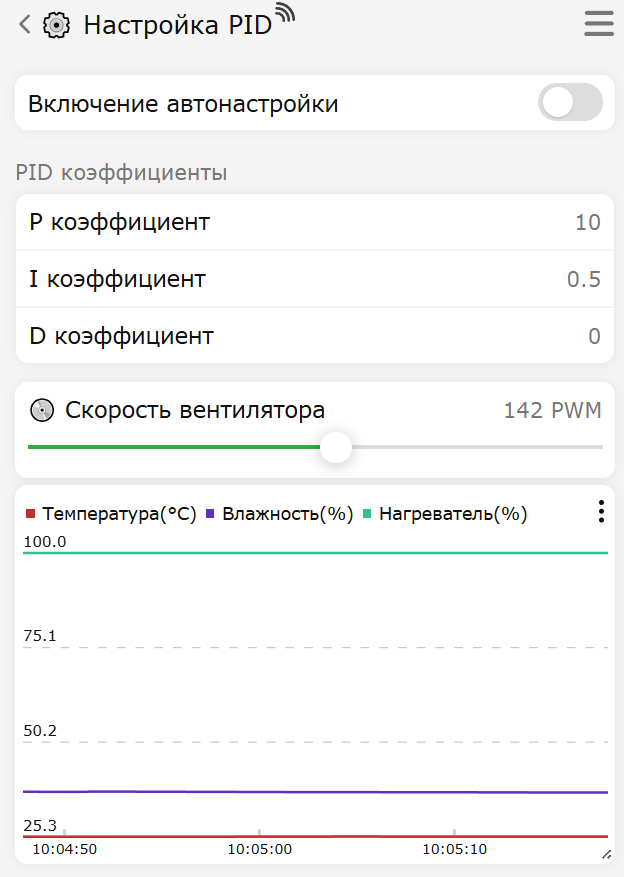 Настройка PID
Включение автонастройки
PID коэффициенты
P коэффициент 10
I коэффициент 0.5
D коэффициент 0
Скорость вентилятора 142 PWM
Температура(°C) Влажность(%) Нагреватель(%)
100.0
75.1
50.2
25.3
10:04:50 10:05:00 10:05:10